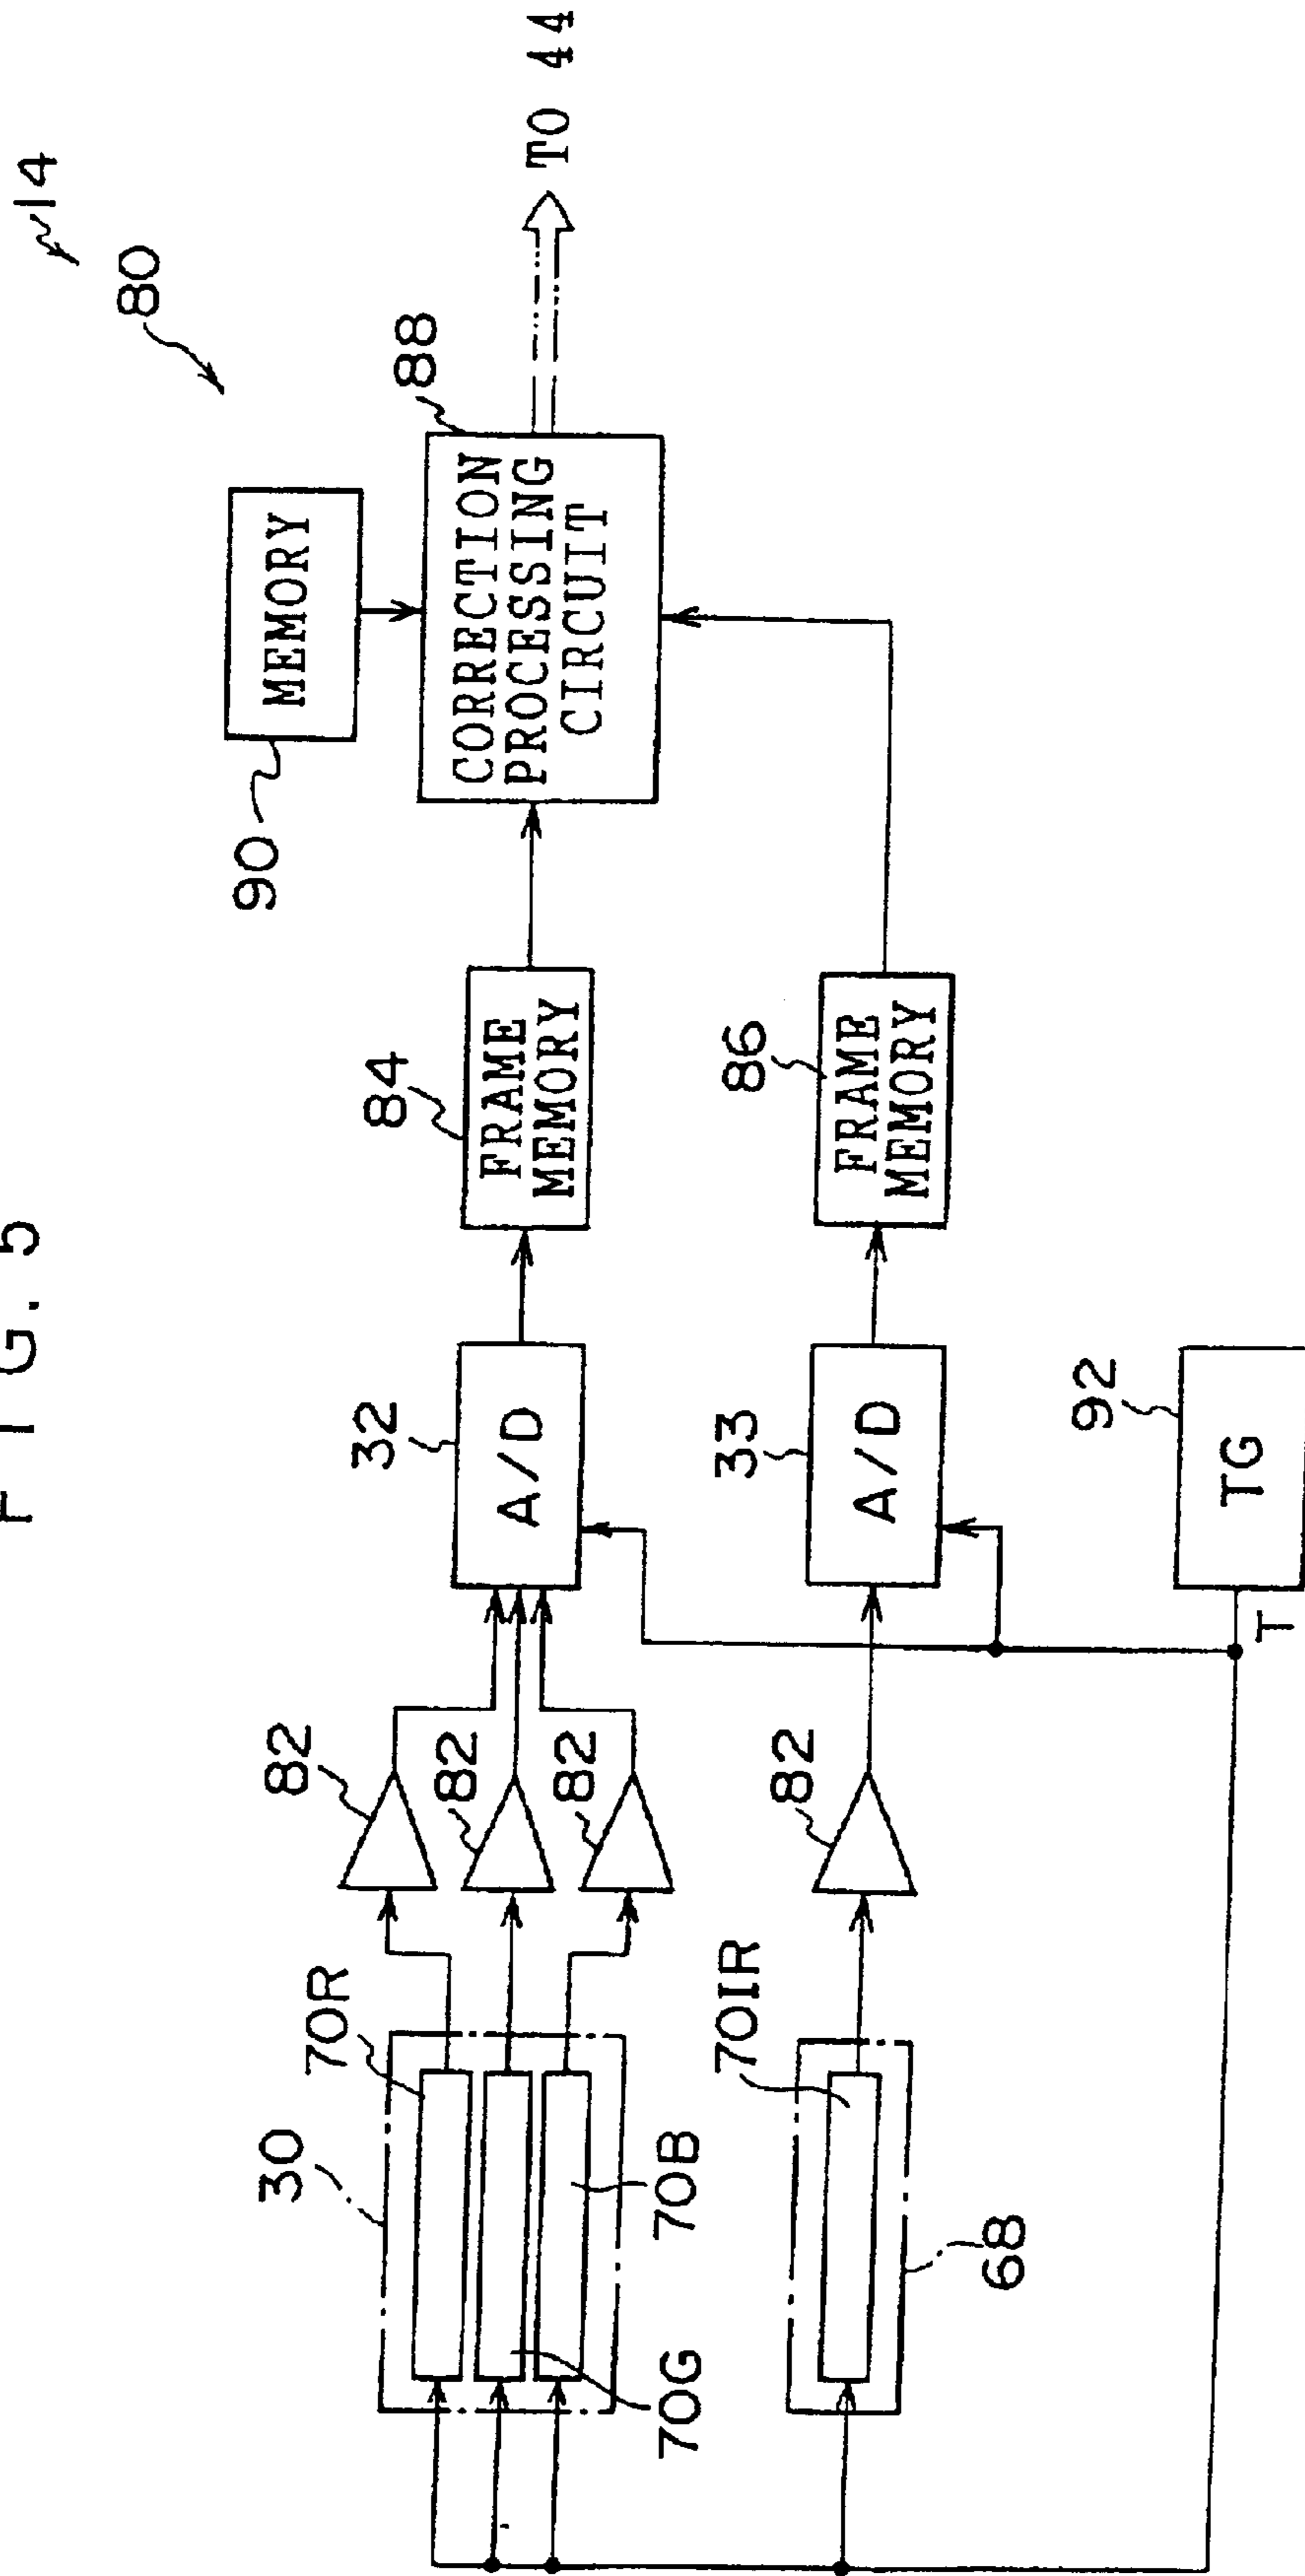 FIG. 5
14
80
30
70R
70G
70B
82
82
82
32
A/D
84
FRAME
MEMORY
90
MEMORY
88
CORRECTION
PROCESSING
CIRCUIT
TO 44
68
70IR
82
33
A/D
86
FRAME
MEMORY
T
92
TG